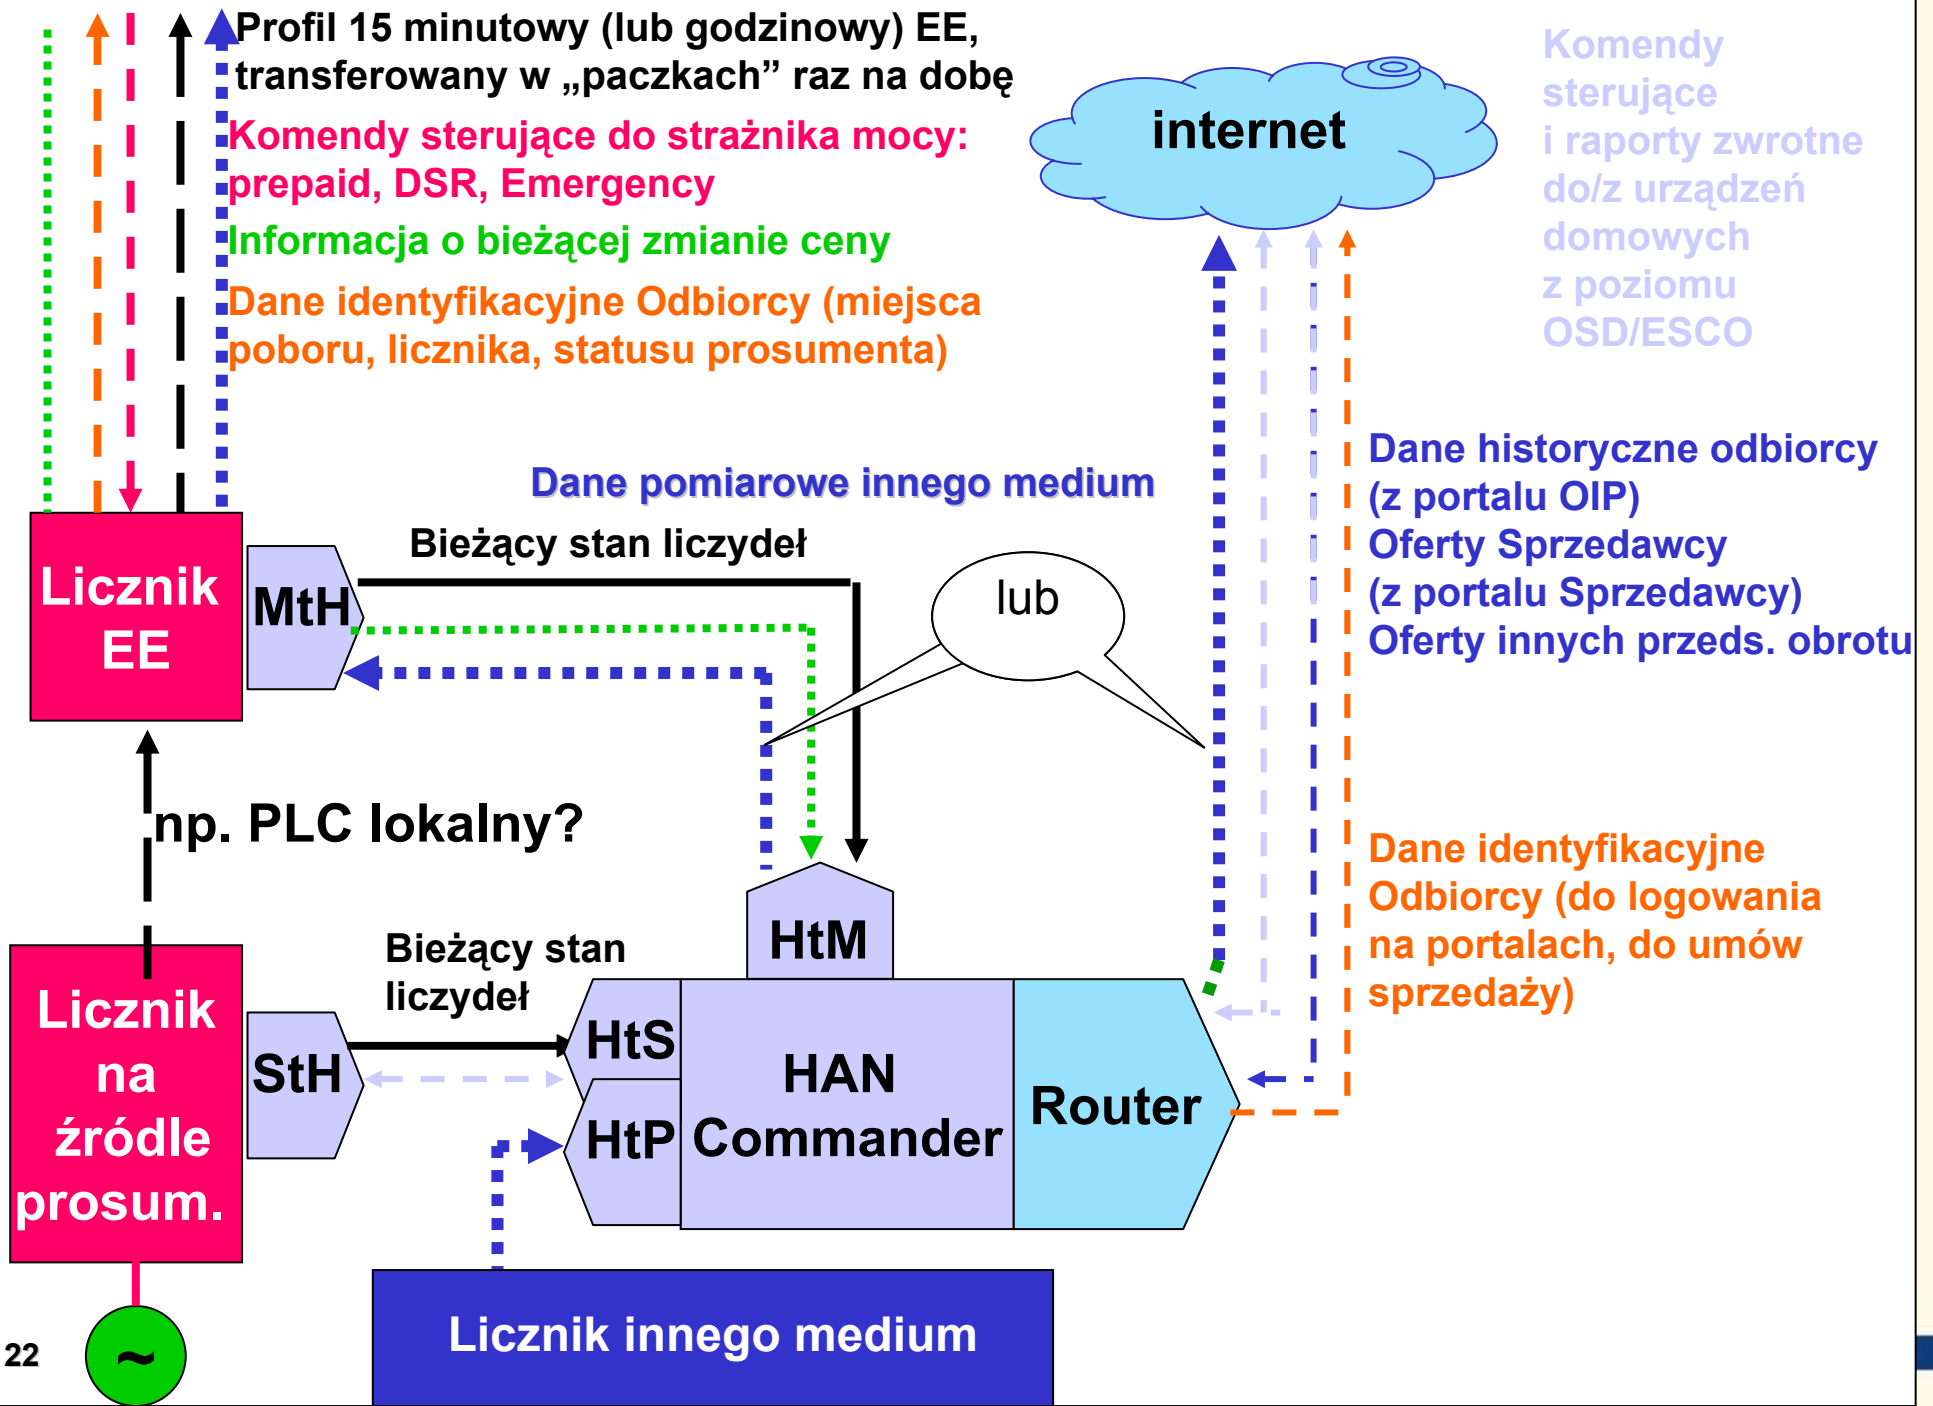 Profil 15 minutowy (lub godzinowy) EE,
transferowany w „paczkach” raz na dobę
Komendy sterujące do strażnika mocy:
prepaid, DSR, Emergency
Informacja o bieżącej zmianie ceny
Dane identyfikacyjne Odbiorcy (miejsca
poboru, licznika, statusu prosumenta)
internet
Komendy
sterujące
i raporty zwrotne
do/z urządzeń
domowych
z poziomu
OSD/ESCO
Dane pomiarowe innego medium
Bieżący stan liczydeł
lub
Dane historyczne odbiorcy
(z portalu OIP)
Oferty Sprzedawcy
(z portalu Sprzedawcy)
Oferty innych przeds. obrotu
Licznik
EE
MtH
np. PLC lokalny?
Dane identyfikacyjne
Odbiorcy (do logowania
na portalach, do umów
sprzedaży)
Bieżący stan
liczydeł
HtM
Licznik
na
źródle
prosum.
StH
HtS
HtP
HAN
Commander
Router
Licznik innego medium
22
~